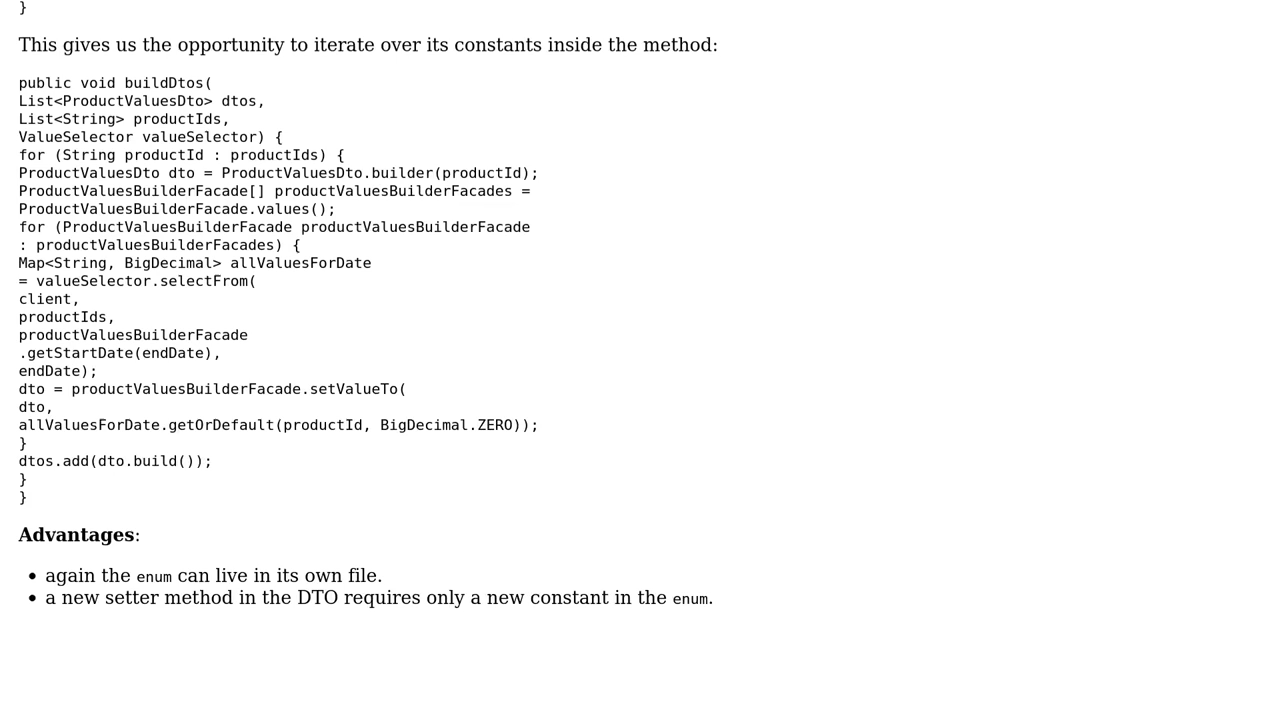 }
This gives us the opportunity to iterate over its constants inside the method:
public void buildDtos(
List<ProductValuesDto> dtos,
List<String> productIds,
ValueSelector valueSelector) {
for (String productId : productIds) {
ProductValuesDto dto = ProductValuesDto.builder(productId);
ProductValuesBuilderFacade[] productValuesBuilderFacades =
ProductValuesBuilderFacade.values();
for (ProductValuesBuilderFacade productValuesBuilderFacade
: productValuesBuilderFacades) {
Map<String, BigDecimal> allValuesForDate
= valueSelector.selectFrom(
client,
productIds,
productValuesBuilderFacade
.getStartDate(endDate),
endDate);
dto = productValuesBuilderFacade.setValueTo(
dto,
allValuesForDate.getOrDefault(productId, BigDecimal.ZERO));
}
dtos.add(dto.build());
}
}
Advantages:
• again the enum can live in its own file.
• a new setter method in the DTO requires only a new constant in the enum.